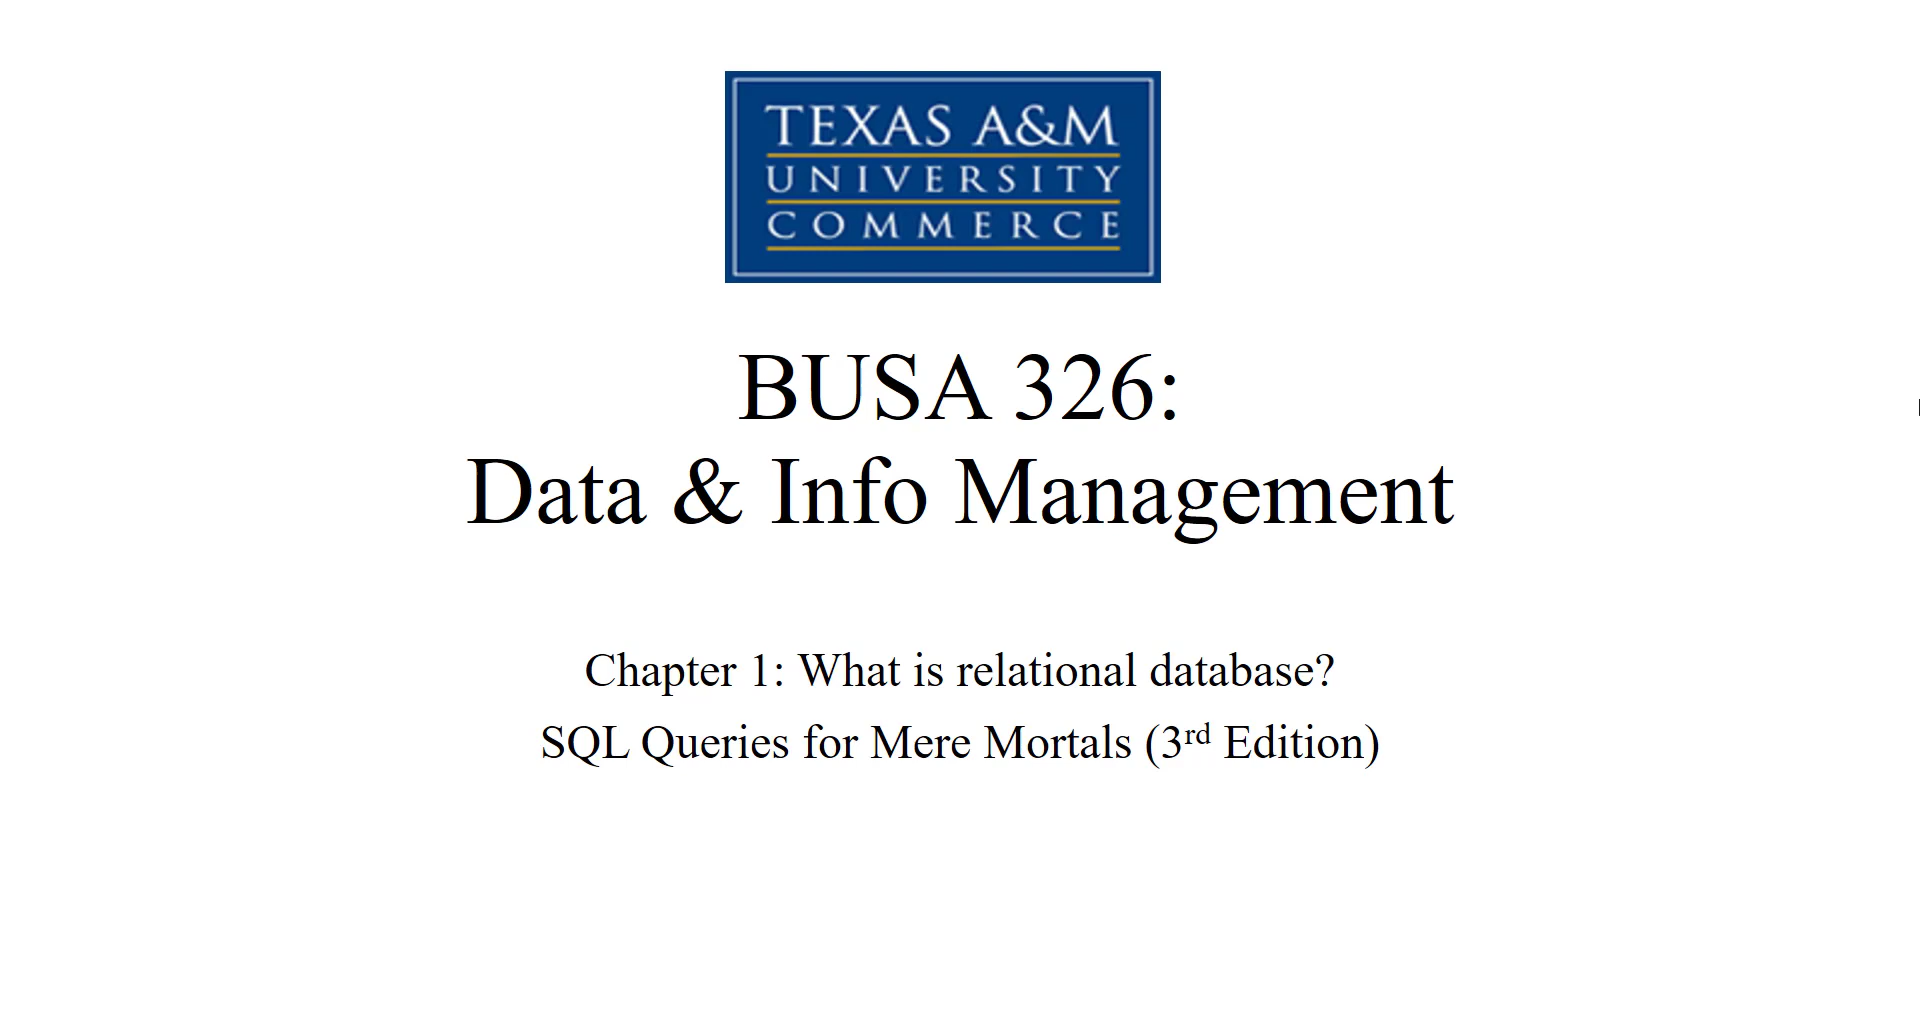 TEXAS A&M
UNIVERSITY
COMMERCE
BUSA 326:
Data & Info Management
Chapter 1: What is relational database?
SQL Queries for Mere Mortals (3rd Edition)